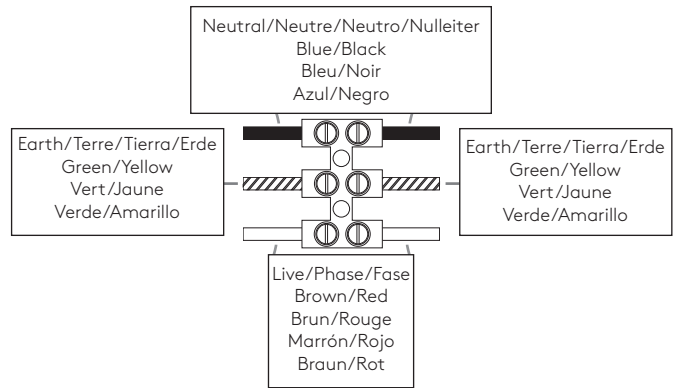 Neutral/Neutre/Neutro/Nulleiter
Blue/Black
Bleu/Noir
Azul/Negro
Earth/Terre/Tierra/Erde
Green/Yellow
Vert/Jaune
Verde/Amarillo
Earth/Terre/Tierra/Erde
Green/Yellow
Vert/Jaune
Verde/Amarillo
Live/Phase/Fase
Brown/Red
Brun/Rouge
Marrón/Rojo
Braun/Rot